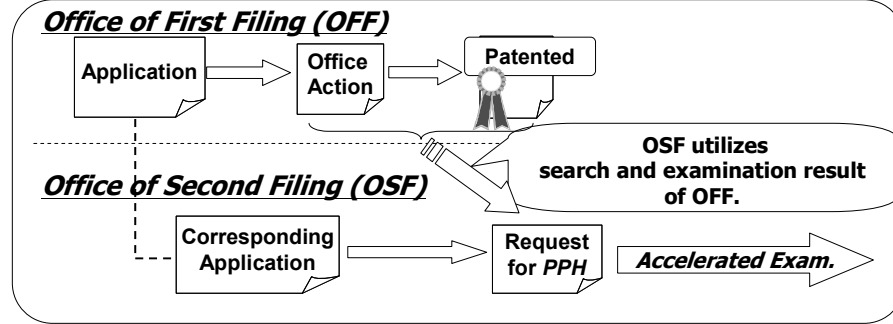 Office of First Filing (OFF)
Application
Office
Action
Patented
OSF utilizes
search and examination result
of OFF.
Office of Second Filing (OSF)
Corresponding
Application
Request
for PPH
Accelerated Exam.